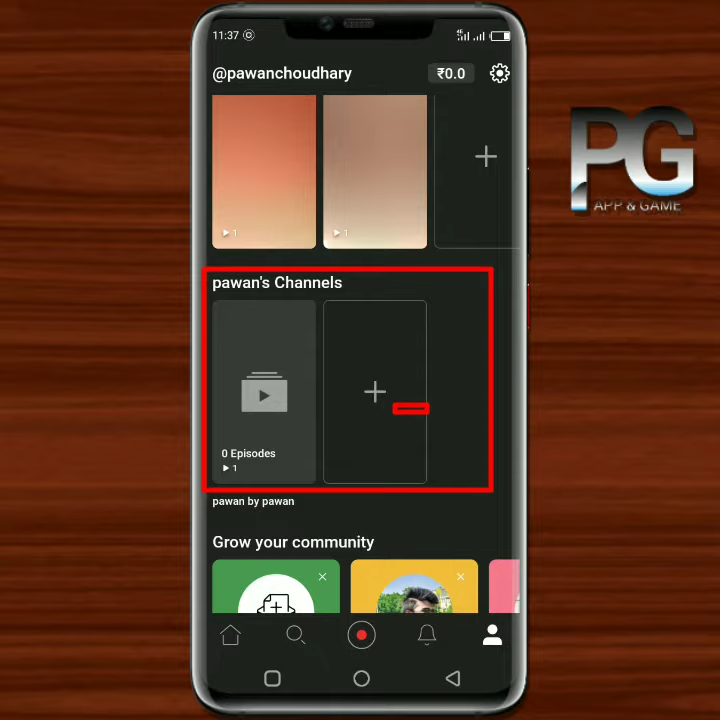 11:37
4G
@pawanchoudhary
₹0.0
1
1
PG
APP & GAME
pawan's Channels
0 Episodes
1
pawan by pawan
Grow your community